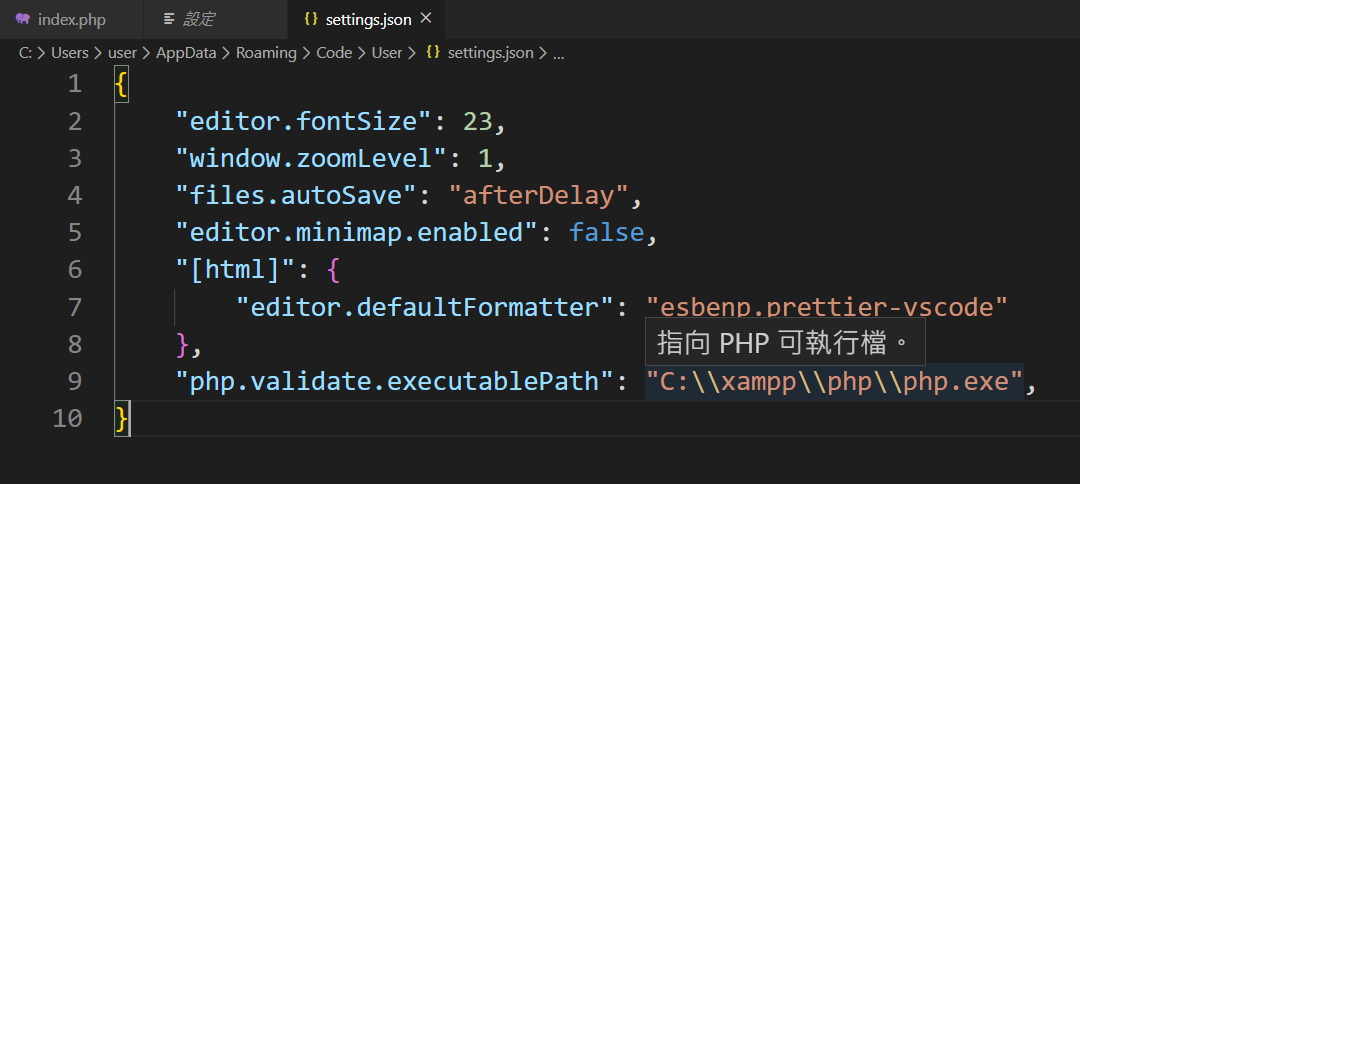 index.php 設定 settings.json
C: > Users > user > AppData > Roaming > Code > User > {} settings.json > ...
1 {
2 "editor.fontSize": 23,
3 "window.zoomLevel": 1,
4 "files.autoSave": "afterDelay",
5 "editor.minimap.enabled": false,
6 "[html]": {
7 "editor.defaultFormatter": "esbenp.prettier-vscode"
指向 PHP 可執行檔。
8 },
9 "php.validate.executablePath": "C:\\xampp\\php\\php.exe",
10 }